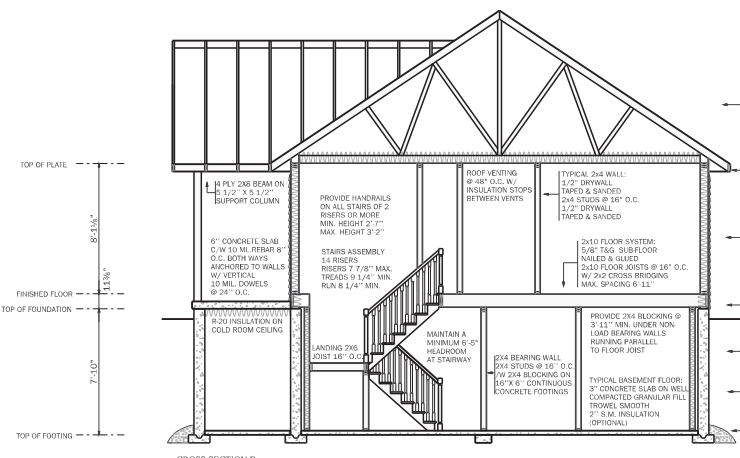 TOP OF PLATE
8'-1⅛"
11⅜"
FINISHED FLOOR
TOP OF FOUNDATION
7'-10"
TOP OF FOOTING
4 PLY 2X6 BEAM ON
5 1/2'' X 5 1/2''
SUPPORT COLUMN
6'' CONCRETE SLAB
C/W 10 ML.REBAR 8''
O.C. BOTH WAYS
ANCHORED TO WALLS
W/ VERTICAL
10 MIL. DOWELS
@ 24'' O.C.
R-20 INSULATION ON
COLD ROOM CEILING
PROVIDE HANDRAILS
ON ALL STAIRS OF 2
RISERS OR MORE
MIN. HEIGHT 2'-7''
MAX. HEIGHT 3'-2''
STAIRS ASSEMBLY
14 RISERS
RISERS 7 7/8'' MAX.
TREADS 9 1/4'' MIN.
RUN 8 1/4'' MIN.
LANDING 2X6
JOIST 16'' O.C.
MAINTAIN A
MINIMUM 6'-5"
HEADROOM
AT STAIRWAY
ROOF VENTING
@ 48" O.C. W/
INSULATION STOPS
BETWEEN VENTS
TYPICAL 2x4 WALL:
1/2" DRYWALL
TAPED & SANDED
2x4 STUDS @ 16" O.C.
1/2" DRYWALL
TAPED & SANDED
2x10 FLOOR SYSTEM:
5/8" T&G SUB-FLOOR
NAILED & GLUED
2x10 FLOOR JOISTS @ 16" O.C.
W/ 2x2 CROSS BRIDGING
MAX. SPACING 6'-11"
2X4 BEARING WALL
2X4 STUDS @ 16'' O.C.
/W 2X4 BLOCKING ON
16''X 6'' CONTINUOUS
CONCRETE FOOTINGS
PROVIDE 2X4 BLOCKING @
3'-11" MIN. UNDER NON-
LOAD BEARING WALLS
RUNNING PARALLEL
TO FLOOR JOIST
TYPICAL BASEMENT FLOOR:
3" CONCRETE SLAB ON WELL
COMPACTED GRANULAR FILL
TROWEL SMOOTH
2'' S.M. INSULATION
(OPTIONAL)